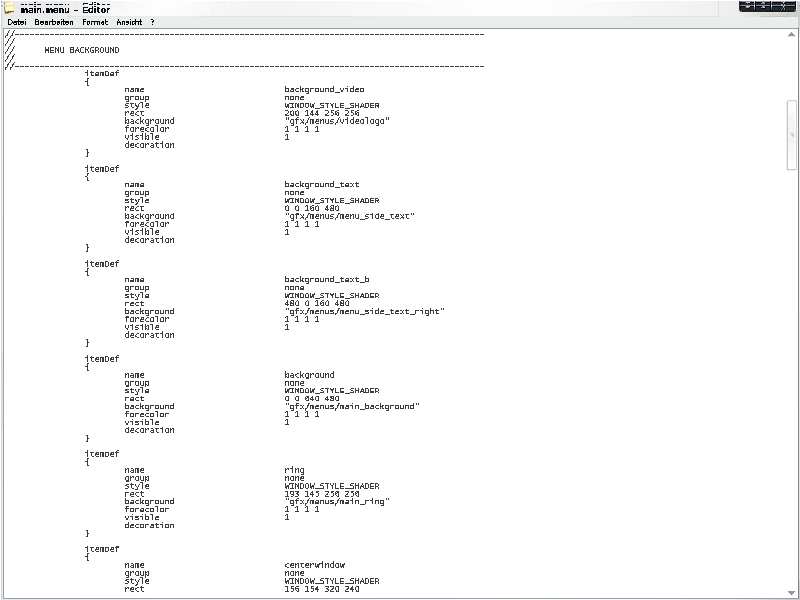 main.menu - Editor
Datei Bearbeiten Format Ansicht ?
//----------------------------------------------------------------------------------------------
//
// MENU BACKGROUND
//
//----------------------------------------------------------------------------------------------
itemDef
{
name background_video
group none
style WINDOW_STYLE_SHADER
rect 200 144 256 256
background "gfx/menus/videologo"
forecolor 1 1 1 1
visible 1
decoration
}
itemDef
{
name background_text
group none
style WINDOW_STYLE_SHADER
rect 0 0 160 480
background "gfx/menus/menu_side_text"
forecolor 1 1 1 1
visible 1
decoration
}
itemDef
{
name background_text_b
group none
style WINDOW_STYLE_SHADER
rect 480 0 160 480
background "gfx/menus/menu_side_text_right"
forecolor 1 1 1 1
visible 1
decoration
}
itemDef
{
name background
group none
style WINDOW_STYLE_SHADER
rect 0 0 640 480
background "gfx/menus/main_background"
forecolor 1 1 1 1
visible 1
decoration
}
itemDef
{
name ring
group none
style WINDOW_STYLE_SHADER
rect 193 145 250 250
background "gfx/menus/main_ring"
forecolor 1 1 1 1
visible 1
decoration
}
itemDef
{
name centerwindow
group none
style WINDOW_STYLE_SHADER
rect 156 154 320 240